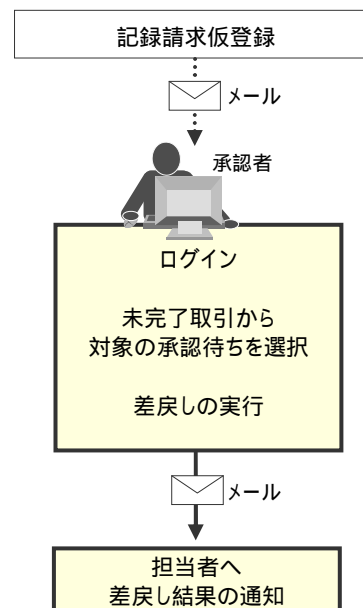 記録請求仮登録
メール
承認者
ログイン
未完了取引から
対象の承認待ちを選択
差戻しの実行
メール
担当者へ
差戻し結果の通知